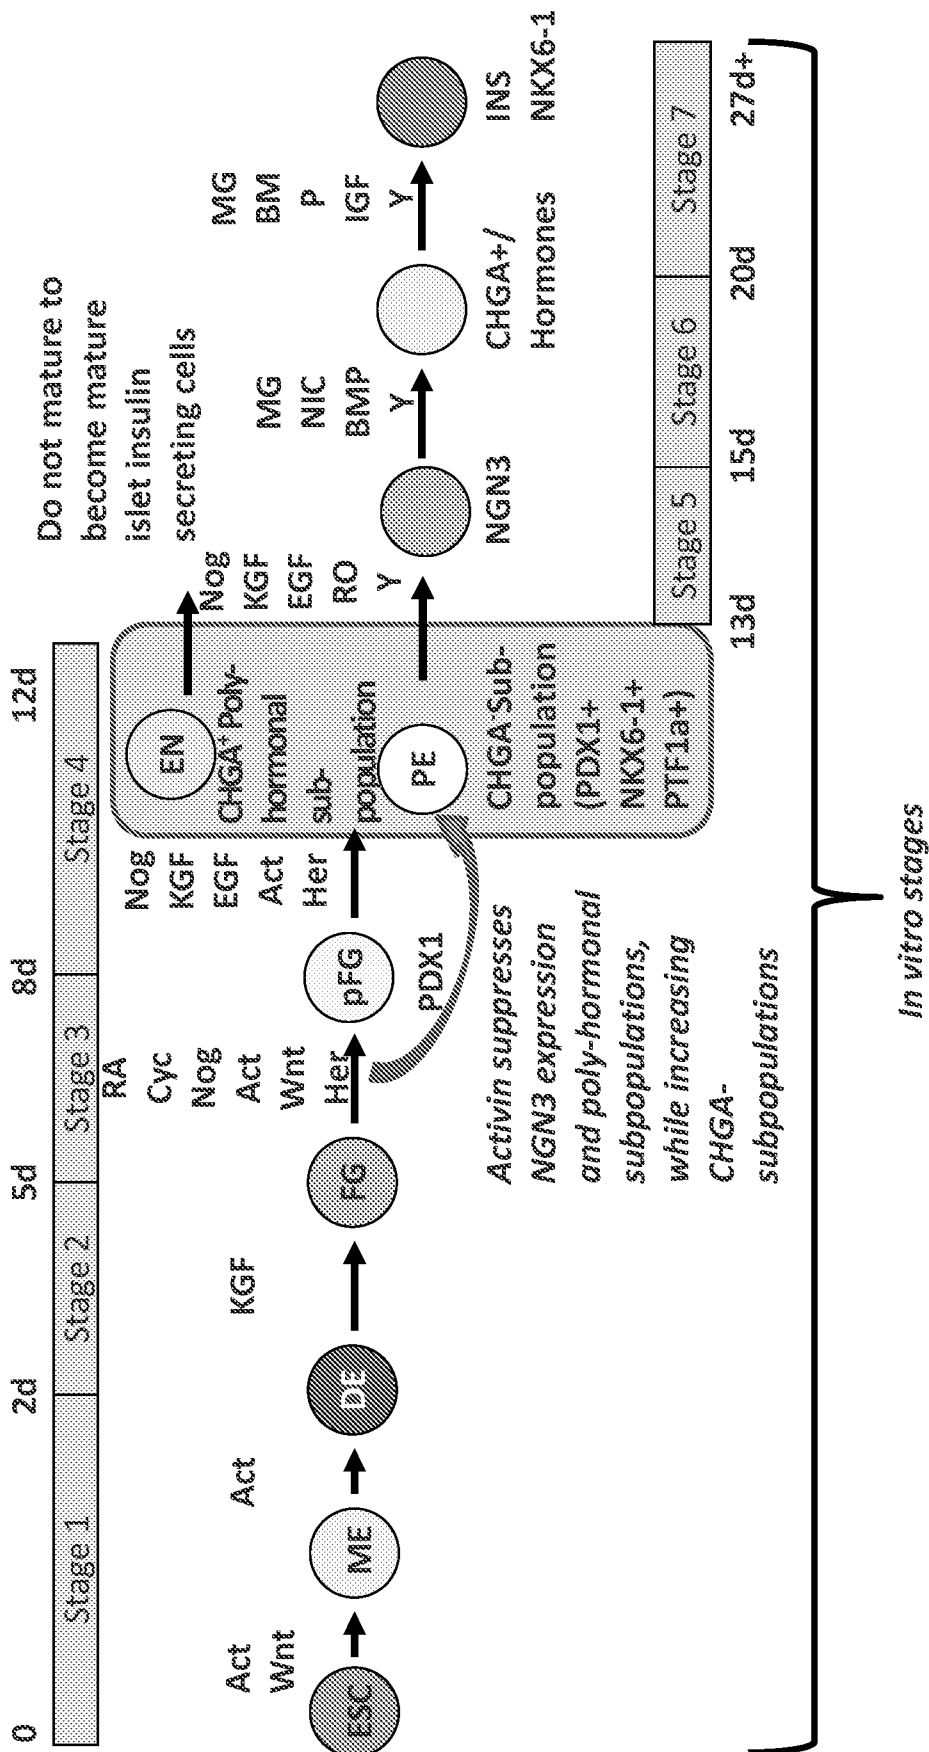 0
2d
5d
8d
12d
Stage 1
Stage 2
Stage 3
Stage 4
Act
Wnt
Act
KGF
RA
Cyc
Nog
Act
Wnt
Her
Nog
KGF
EGF
Act
Her
ESC
ME
DE
FG
pFG
PDX1
EN
CHGA⁺Poly-
hormonal
sub-
population
PE
CHGA⁻Sub-
population
(PDX1+
NKX6-1+
PTF1a+)
Do not mature to
become mature
islet insulin
secreting cells
Nog
KGF
EGF
RO
Y
NGN3
MG
NIC
BMP
Y
CHGA+/
Hormones
MG
BM
P
IGF
Y
INS
NKX6-1
Activin suppresses
NGN3 expression
and poly-hormonal
subpopulations,
while increasing
CHGA-
subpopulations
Stage 5
Stage 6
Stage 7
13d
15d
20d
27d+
In vitro stages